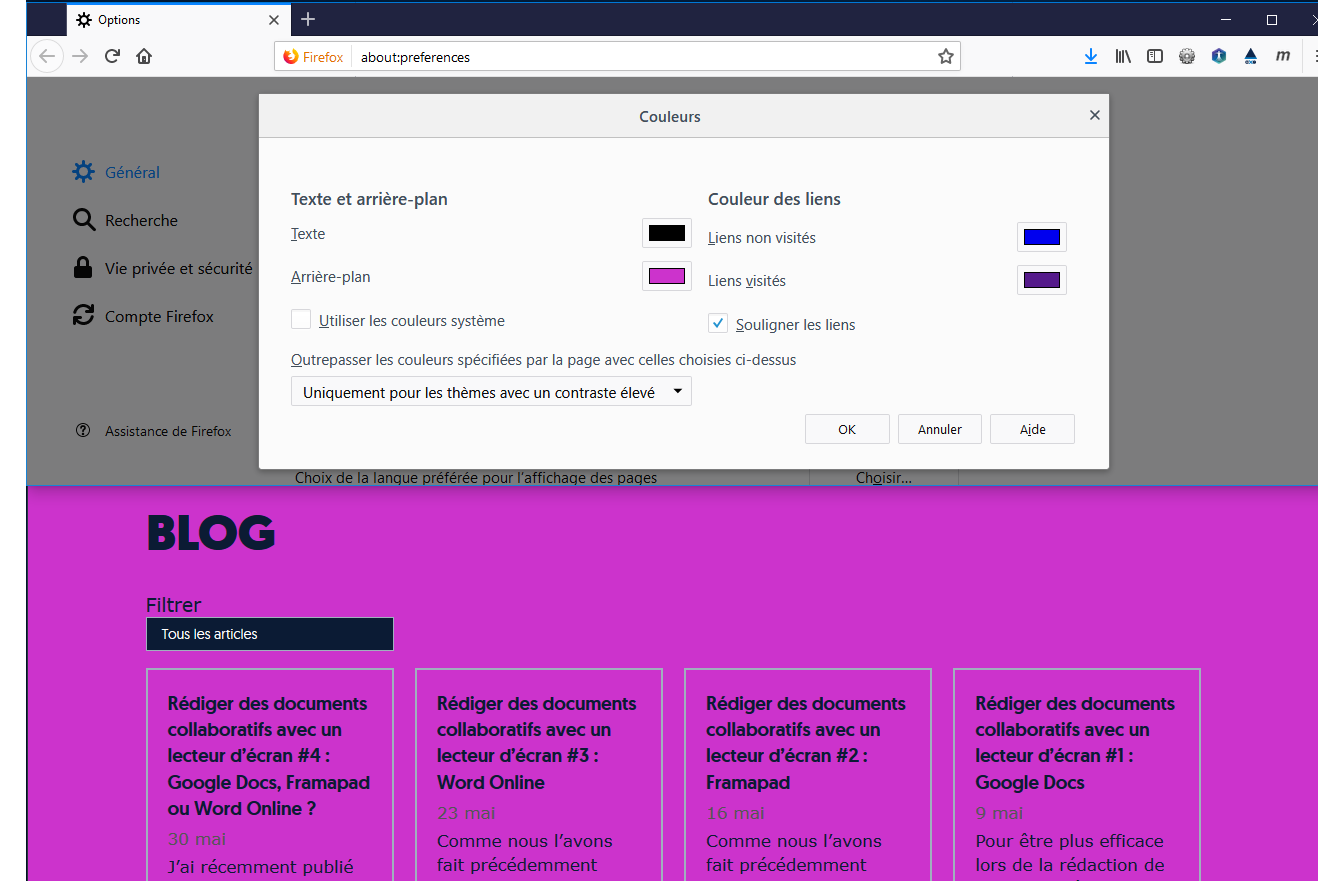 Options
Firefox
about:preferences
Couleurs
Général
Recherche
Vie privée et sécurité
Compte Firefox
Assistance de Firefox
Texte et arrière-plan
Texte
Arrière-plan
Utiliser les couleurs système
Couleur des liens
Liens non visités
Liens visités
Souligner les liens
Outrepasser les couleurs spécifiées par la page avec celles choisies ci-dessus
Uniquement pour les thèmes avec un contraste élevé
OK Annuler Aide
Choix de la langue préférée pour l’affichage des pages Choisir...
BLOG
Filtrer
Tous les articles
Rédiger des documents
collaboratifs avec un
lecteur d’écran #4 :
Google Docs, Framapad
ou Word Online ?
30 mai
J’ai récemment publié
Rédiger des documents
collaboratifs avec un
lecteur d’écran #3 :
Word Online
23 mai
Comme nous l’avons
fait précédemment
Rédiger des documents
collaboratifs avec un
lecteur d’écran #2 :
Framapad
16 mai
Comme nous l’avons
fait précédemment
Rédiger des documents
collaboratifs avec un
lecteur d’écran #1 :
Google Docs
9 mai
Pour être plus efficace
lors de la rédaction de